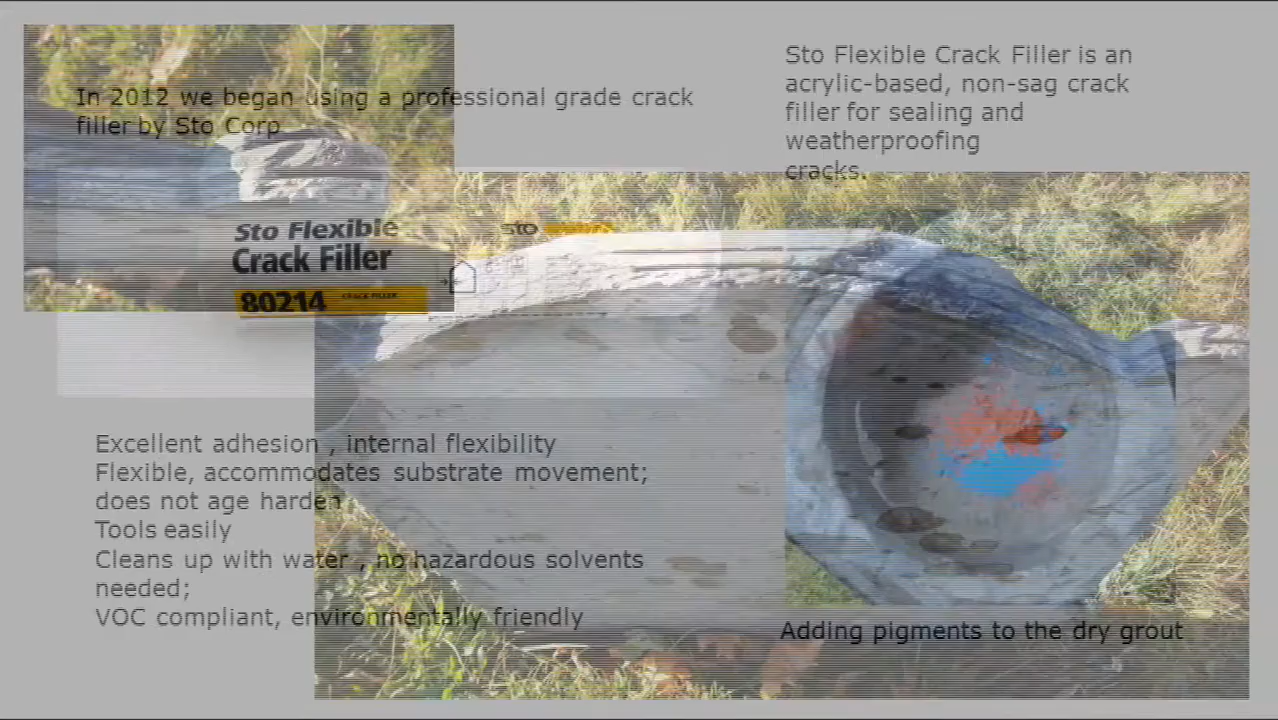 In 2012 we began using a professional grade crack
filler by Sto Corp
Sto Flexible Crack Filler is an
acrylic-based, non-sag crack
filler for sealing and
weatherproofing
cracks.
Sto Flexible
Crack Filler
80214 CRACK FILLER
sto
Excellent adhesion , internal flexibility
Flexible, accommodates substrate movement;
does not age harden
Tools easily
Cleans up with water , no hazardous solvents
needed;
VOC compliant, environmentally friendly
Adding pigments to the dry grout